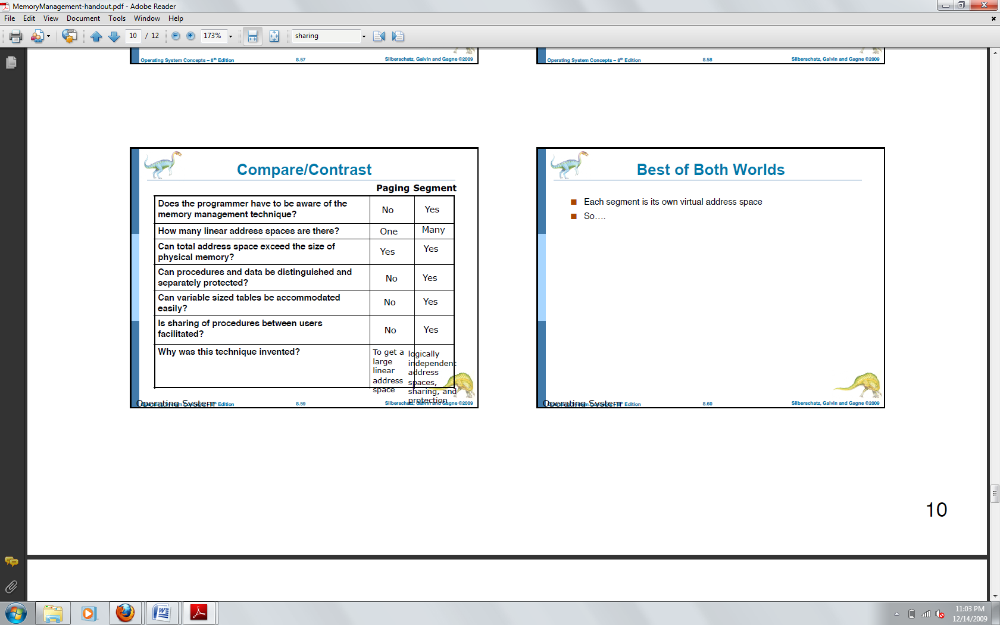 MemoryManagement-handout.pdf - Adobe Reader
File Edit View Document Tools Window Help
10 / 12 173% sharing
Operating System Concepts – 8th Edition 8.57 Silberschatz, Galvin and Gagne ©2009
Operating System Concepts – 8th Edition 8.58 Silberschatz, Galvin and Gagne ©2009
Compare/Contrast
Paging Segment
Does the programmer have to be aware of the
memory management technique?
No Yes
How many linear address spaces are there?
One Many
Can total address space exceed the size of
physical memory?
Yes Yes
Can procedures and data be distinguished and
separately protected?
No Yes
Can variable sized tables be accommodated
easily?
No Yes
Is sharing of procedures between users
facilitated?
No Yes
Why was this technique invented?
To get a
large
linear
address
space
logically
independent
address
spaces,
sharing, and
protection
Operating System
Operating System Concepts – 8th Edition 8.59 Silberschatz, Galvin and Gagne ©2009
Best of Both Worlds
Each segment is its own virtual address space
So....
Operating System
Operating System Concepts – 8th Edition 8.60 Silberschatz, Galvin and Gagne ©2009
10
11:03 PM
12/14/2009